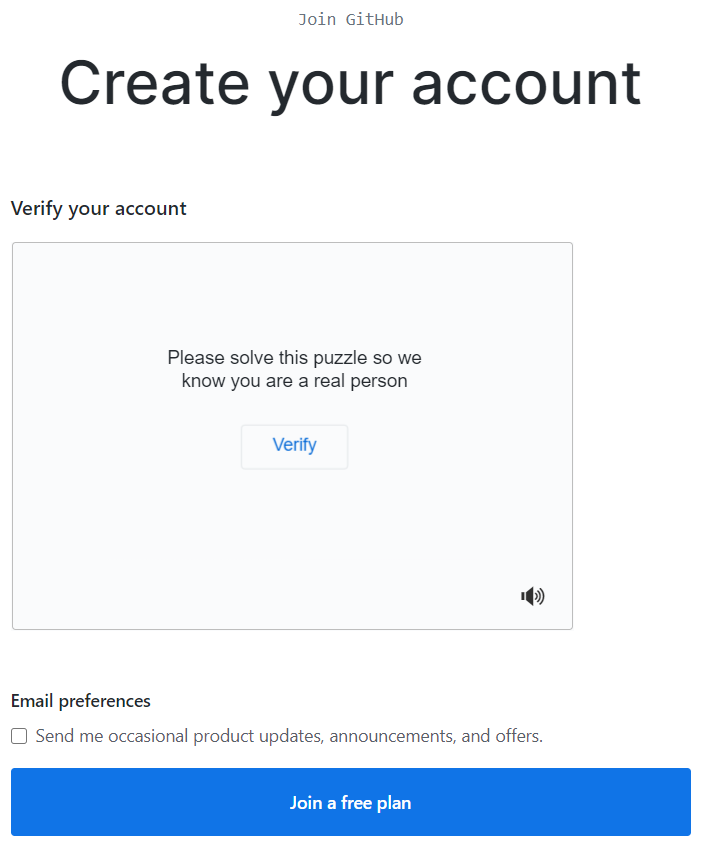 Join GitHub
Create your account
Verify your account
Please solve this puzzle so we
know you are a real person
Verify
Email preferences
Send me occasional product updates, announcements, and offers.
Join a free plan